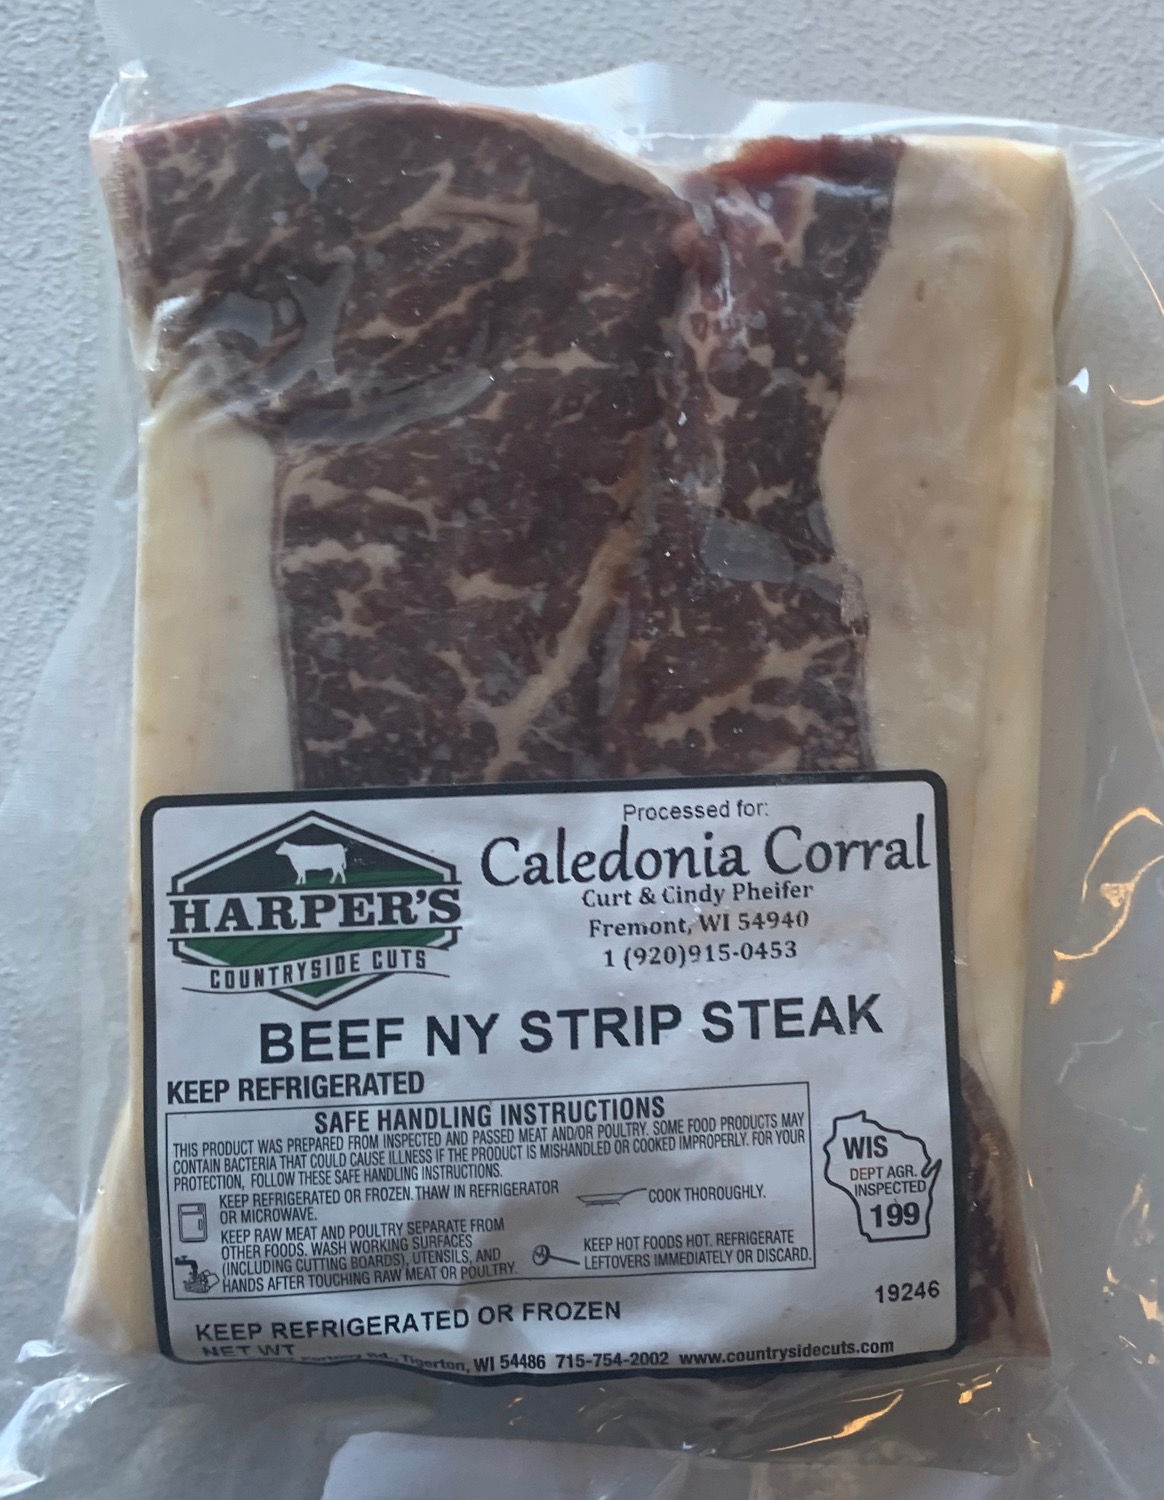 Processed for:
Caledonia Corral
Curt & Cindy Pheifer
Fremont, WI 54940
1 (920)915-0453
HARPER'S
COUNTRYSIDE CUTS
BEEF NY STRIP STEAK
KEEP REFRIGERATED
SAFE HANDLING INSTRUCTIONS
THIS PRODUCT WAS PREPARED FROM INSPECTED AND PASSED MEAT AND/OR POULTRY. SOME FOOD PRODUCTS MAY
CONTAIN BACTERIA THAT COULD CAUSE ILLNESS IF THE PRODUCT IS MISHANDLED OR COOKED IMPROPERLY. FOR YOUR
PROTECTION, FOLLOW THESE SAFE HANDLING INSTRUCTIONS.
KEEP REFRIGERATED OR FROZEN. THAW IN REFRIGERATOR
OR MICROWAVE.
KEEP RAW MEAT AND POULTRY SEPARATE FROM
OTHER FOODS. WASH WORKING SURFACES
(INCLUDING CUTTING BOARDS), UTENSILS, AND
HANDS AFTER TOUCHING RAW MEAT OR POULTRY.
COOK THOROUGHLY.
KEEP HOT FOODS HOT. REFRIGERATE
LEFTOVERS IMMEDIATELY OR DISCARD.
WIS
DEPT AGR.
INSPECTED
199
19246
KEEP REFRIGERATED OR FROZEN
NET WT
Rd., Tigerton, WI 54486 715-754-2002 www.countrysidecuts.com